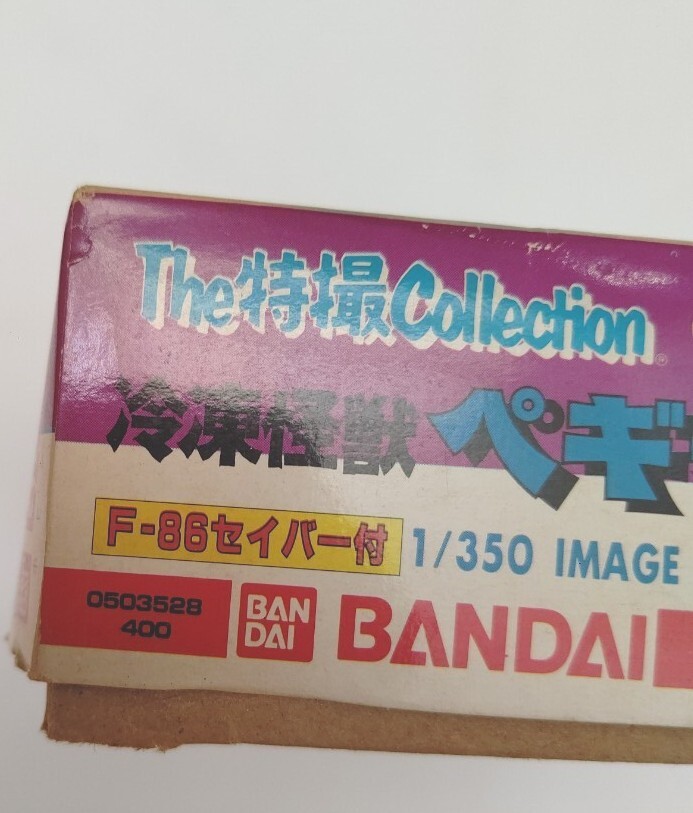 The特撮Collection
冷凍怪獣 ペギ
F-86セイバー付 1/350 IMAGE
0503528
400
BAN
DAI
BANDAI